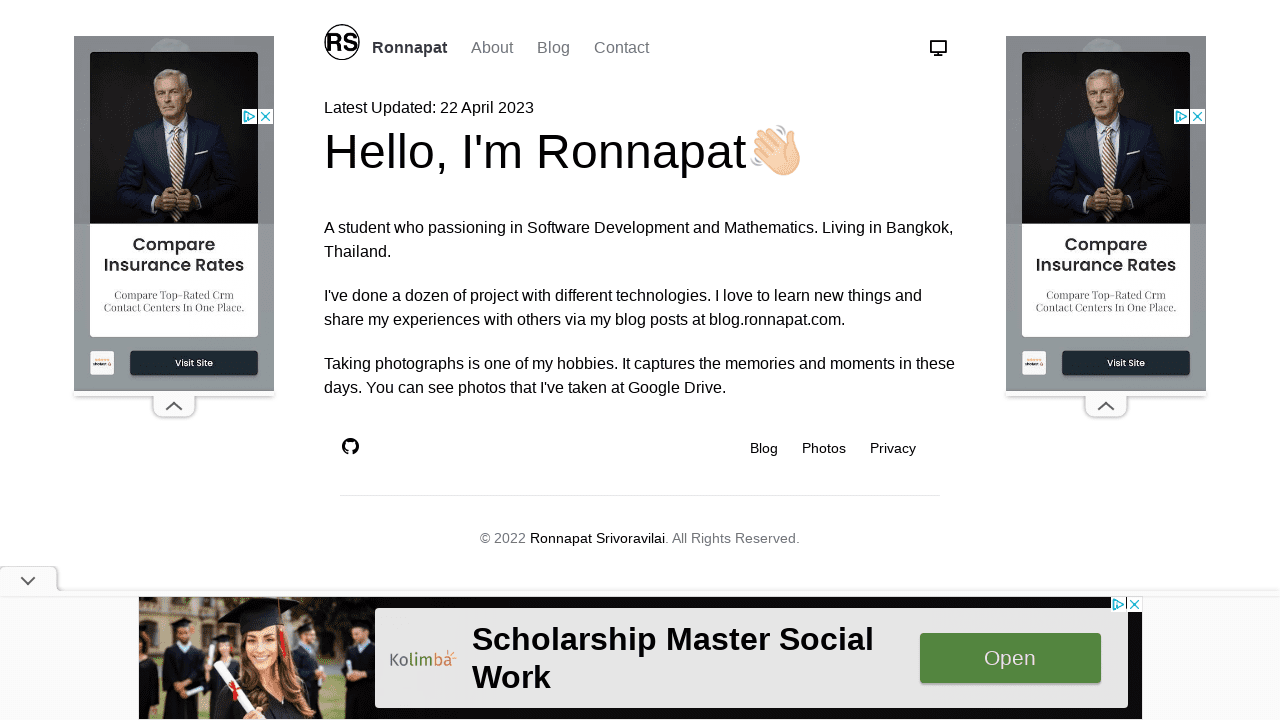 RS
Ronnapat About Blog Contact
Latest Updated: 22 April 2023
Hello, I'm Ronnapat👋🏻
A student who passioning in Software Development and Mathematics. Living in Bangkok,
Thailand.
I've done a dozen of project with different technologies. I love to learn new things and
share my experiences with others via my blog posts at blog.ronnapat.com.
Taking photographs is one of my hobbies. It captures the memories and moments in these
days. You can see photos that I've taken at Google Drive.
Blog Photos Privacy
© 2022 Ronnapat Srivoravilai. All Rights Reserved.
Compare
Insurance Rates
Compare Top-Rated Crm
Contact Centers In One Place.
Visit Site
Compare
Insurance Rates
Compare Top-Rated Crm
Contact Centers In One Place.
Visit Site
Kolimba
Scholarship Master Social
Work
Open